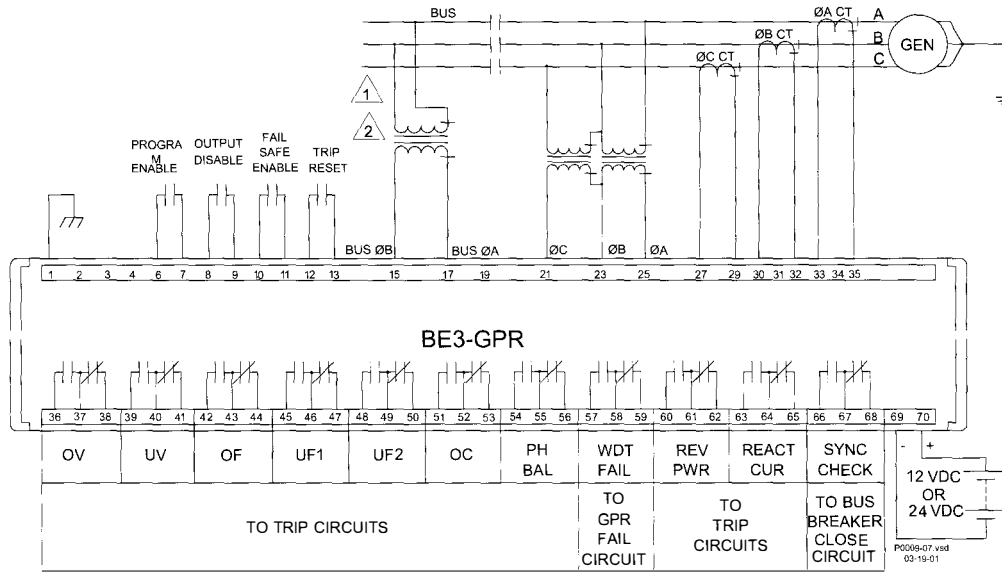 BUS
ØA CT
A
ØB CT
B
GEN
ØC CT
C
1
2
PROGRA
M
ENABLE
OUTPUT
DISABLE
FAIL
SAFE
ENABLE
TRIP
RESET
BUS ØB
BUS ØA
ØC
ØB
ØA
1 2 3 4 6 7 8 9 10 11 12 13 15 17 19 21 23 25 27 29 30 31 32 33 34 35
BE3-GPR
36 37 38 39 40 41 42 43 44 45 46 47 48 49 50 51 52 53 54 55 56 57 58 59 60 61 62 63 64 65 66 67 68 69 70
- +
OV
UV
OF
UF1
UF2
OC
PH
BAL
WDT
FAIL
REV
PWR
REACT
CUR
SYNC
CHECK
12 VDC
OR
24 VDC
TO TRIP CIRCUITS
TO
GPR
FAIL
CIRCUIT
TO
TRIP
CIRCUITS
TO BUS
BREAKER
CLOSE
CIRCUIT
P0009-07.vsd
03-19-01